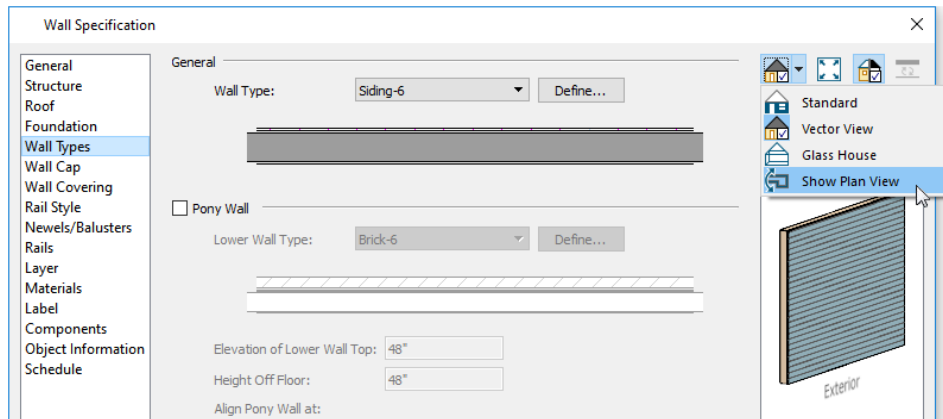 Wall Specification
General
Structure
Roof
Foundation
Wall Types
Wall Cap
Wall Covering
Rail Style
Newels/Balusters
Rails
Layer
Materials
Label
Components
Object Information
Schedule
General
Wall Type: Siding-6 Define...
Pony Wall
Lower Wall Type: Brick-6 Define...
Elevation of Lower Wall Top: 48"
Height Off Floor: 48"
Align Pony Wall at:
Standard
Vector View
Glass House
Show Plan View
Exterior